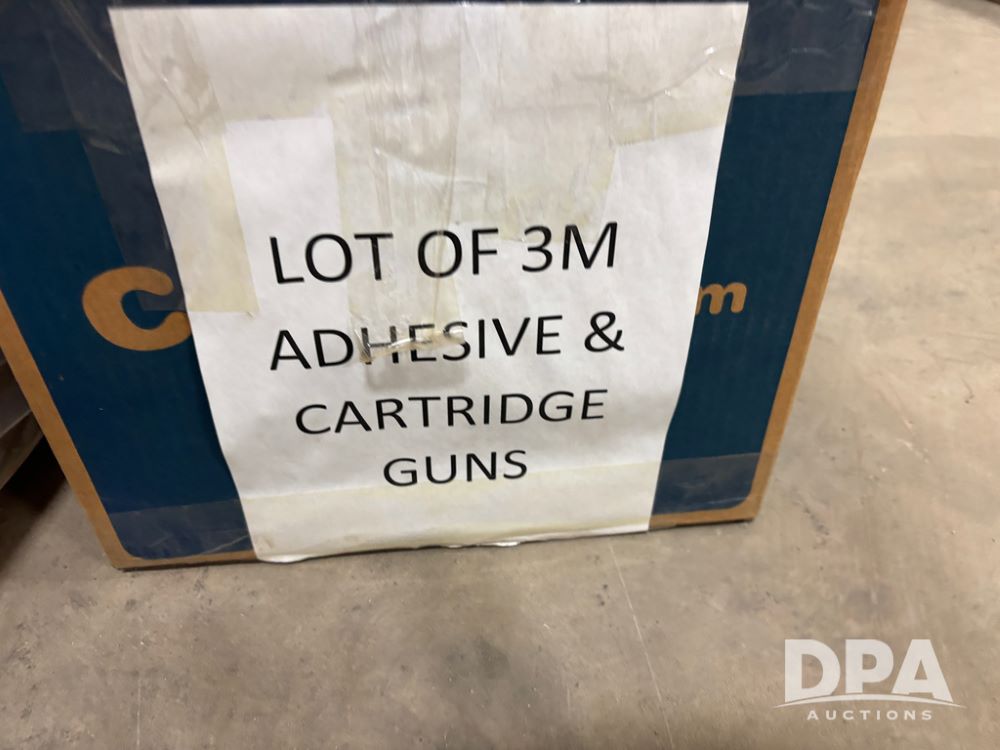 LOT OF 3M
ADHESIVE &
CARTRIDGE
GUNS
DPA
AUCTIONS